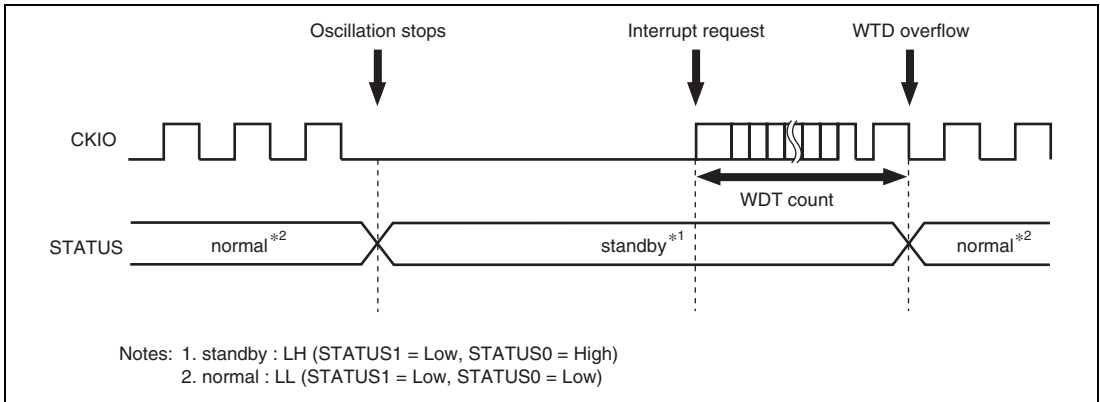 Oscillation stops Interrupt request WTD overflow
CKIO
WDT count
STATUS normal*2 standby*1 normal*2
Notes: 1. standby : LH (STATUS1 = Low, STATUS0 = High)
2. normal : LL (STATUS1 = Low, STATUS0 = Low)